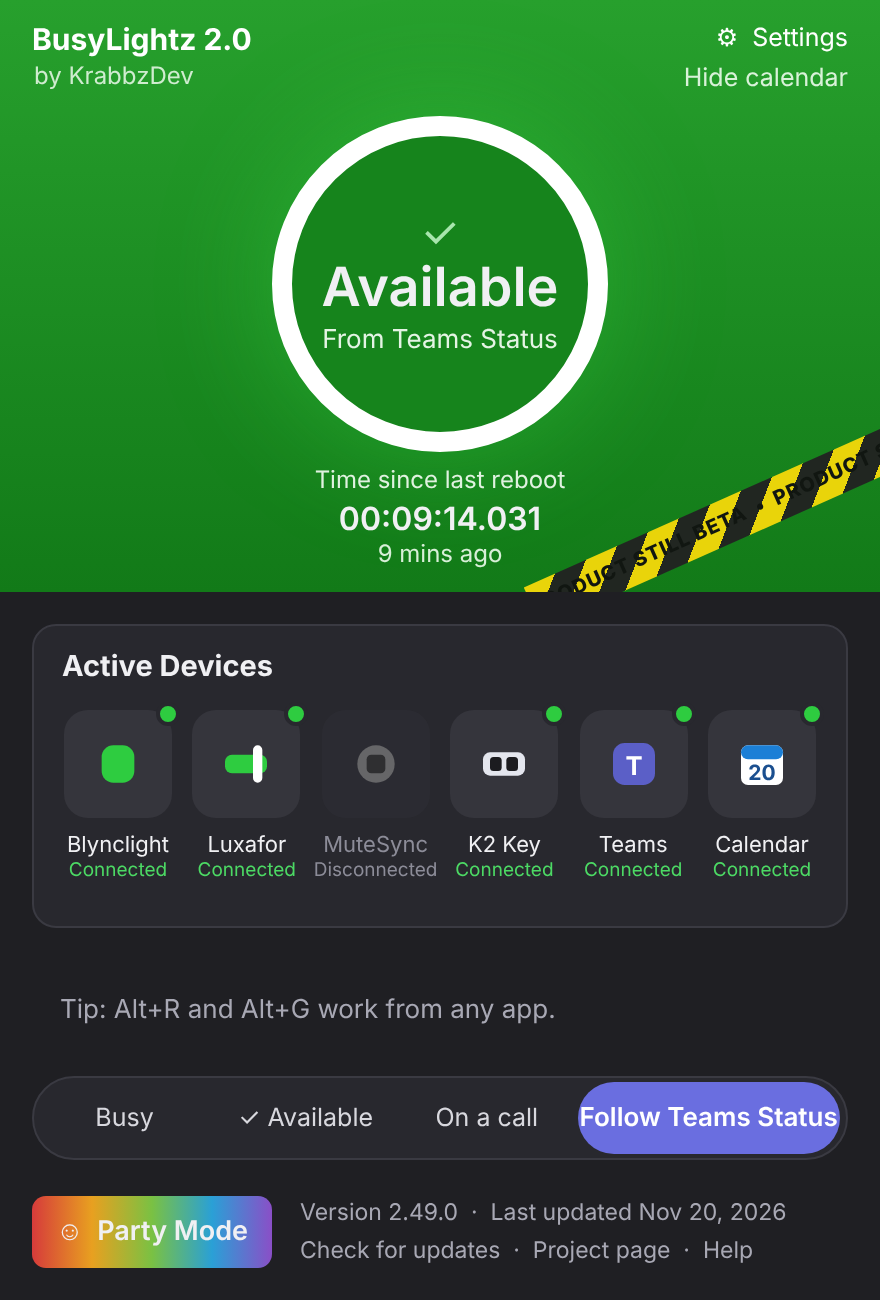 BusyLightz 2.0
by KrabbzDev
⚙ Settings
Hide calendar
✓
Available
From Teams Status
Time since last reboot
00:09:14.031
9 mins ago
ODUCT STILL BETA • PRODUCT S
Active Devices
T
20
Blynclight Luxafor MuteSync K2 Key Teams Calendar
Connected Connected Disconnected Connected Connected Connected
Tip: Alt+R and Alt+G work from any app.
Busy ✓ Available On a call Follow Teams Status
☺ Party Mode
Version 2.49.0 · Last updated Nov 20, 2026
Check for updates · Project page · Help